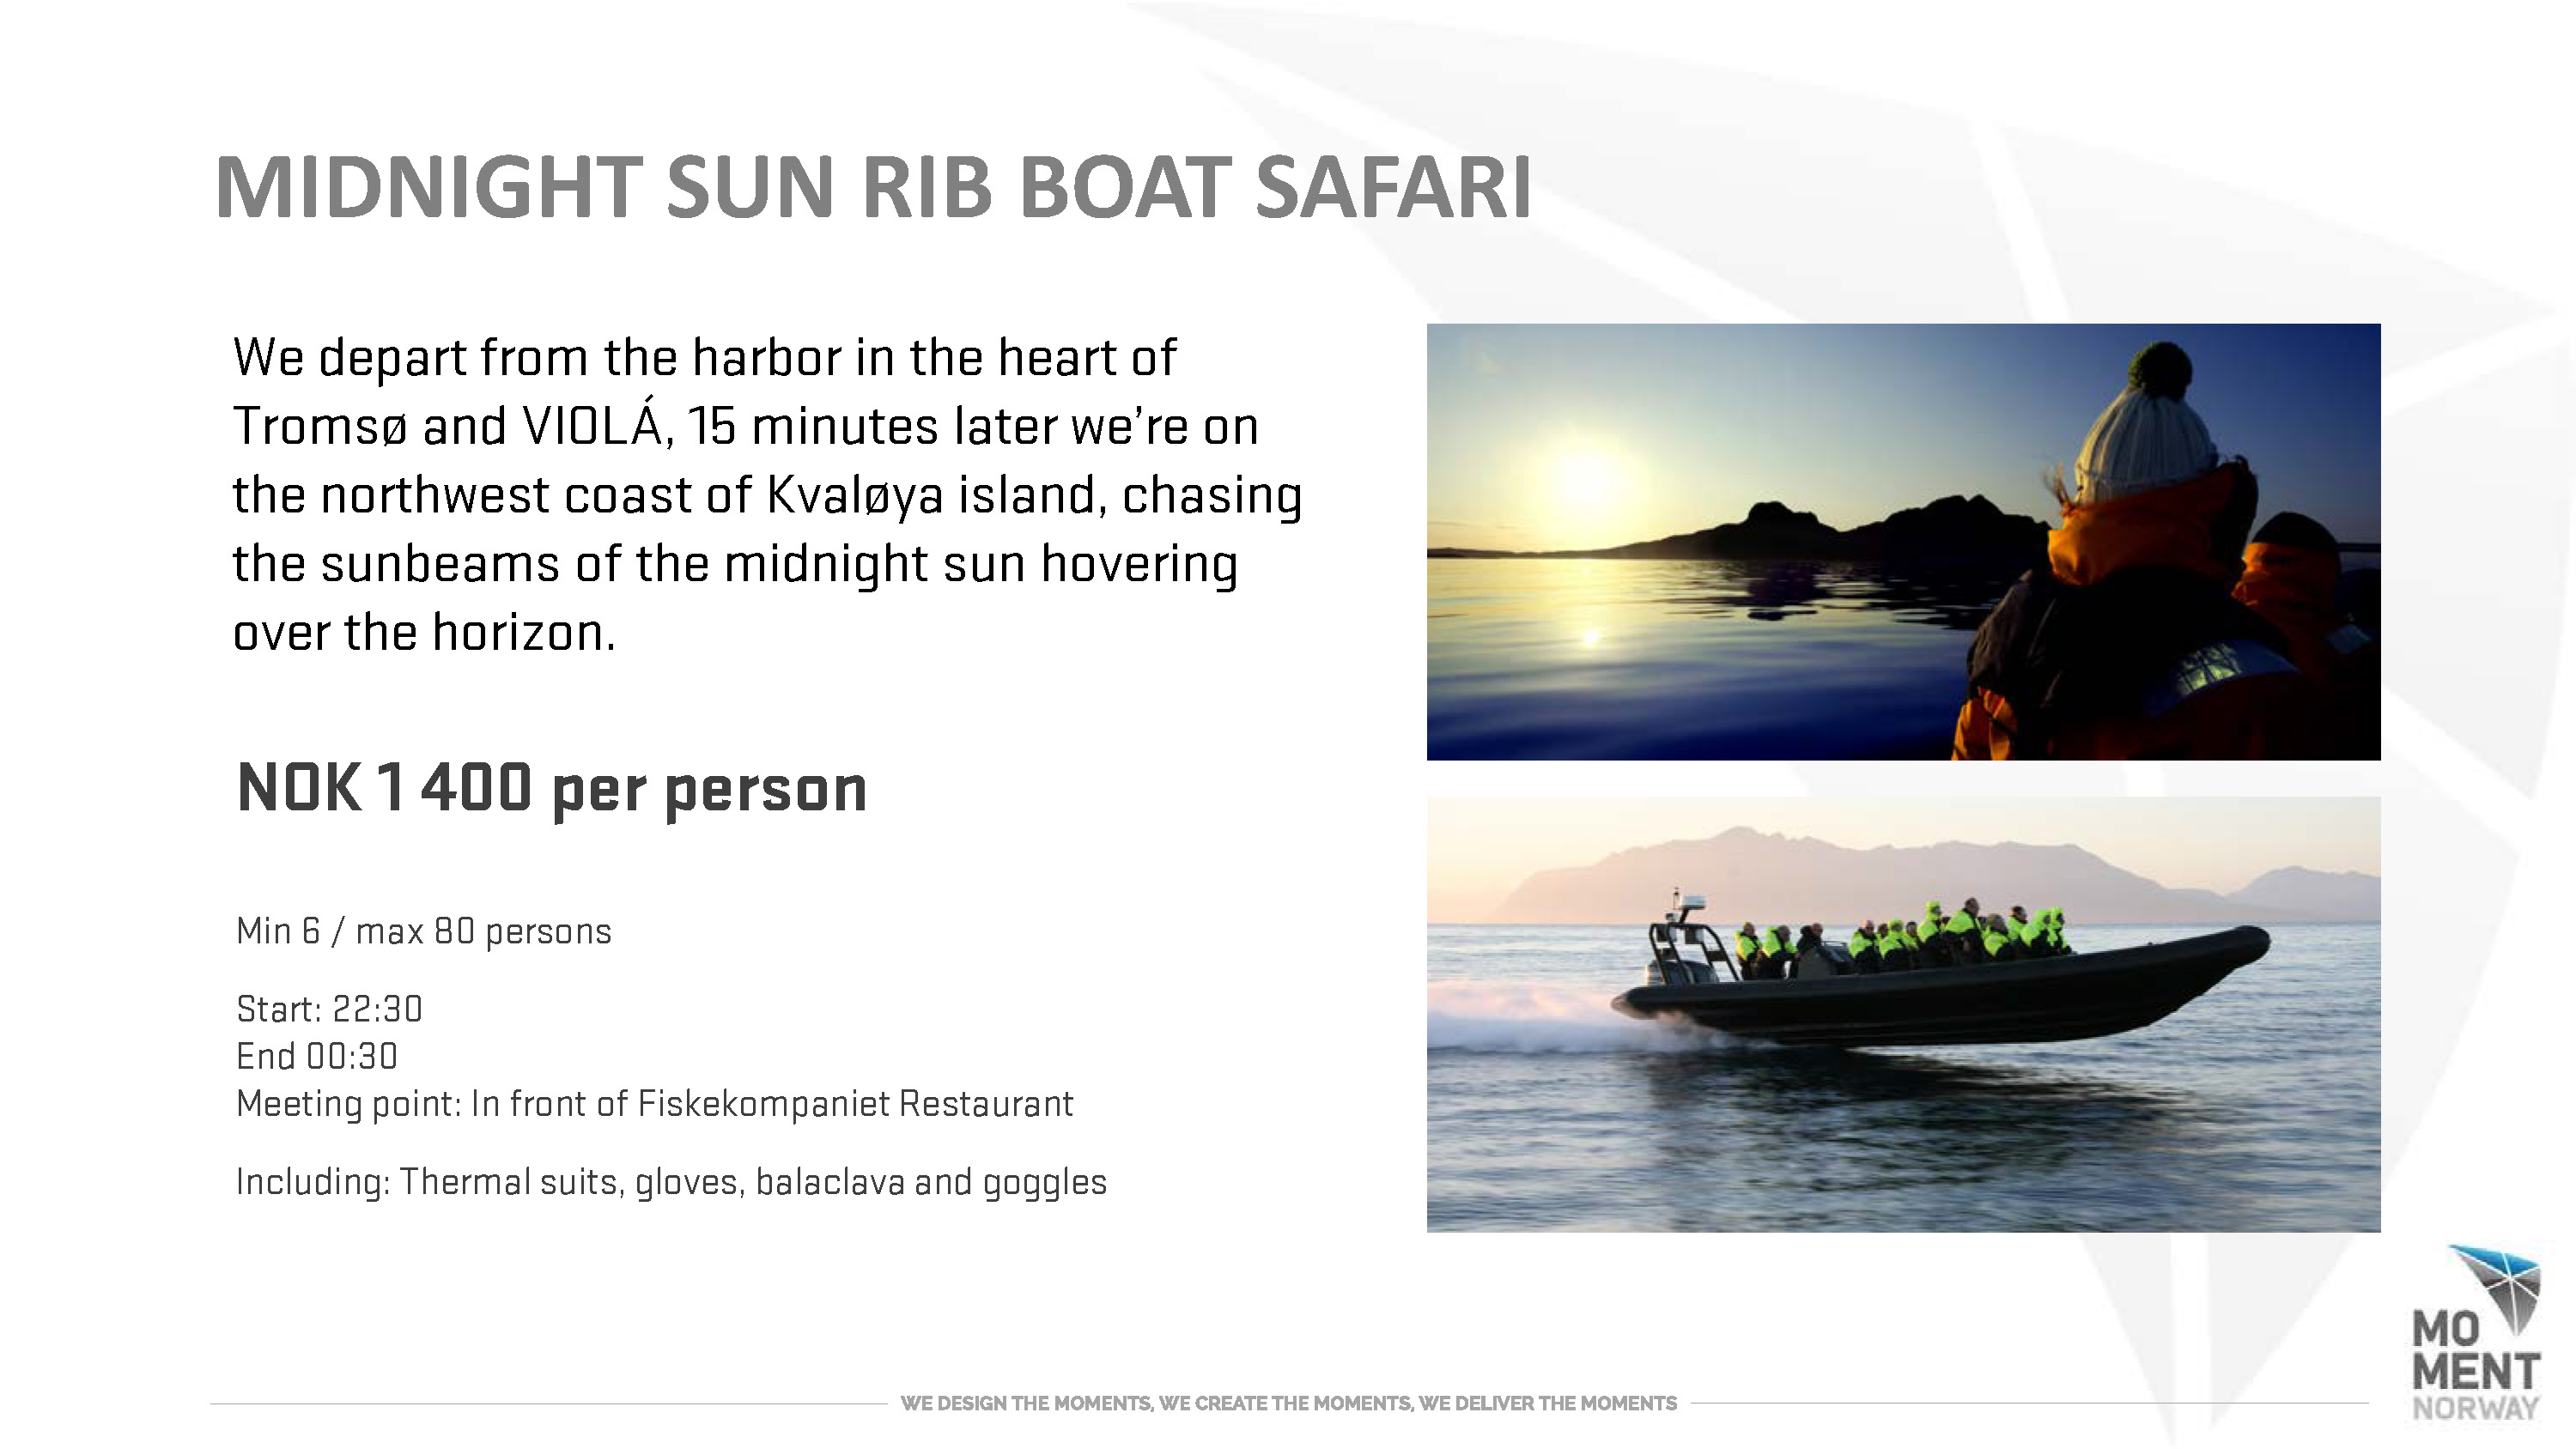 MIDNIGHT SUN RIB BOAT SAFARI
We depart from the harbor in the heart of
Tromsø and VIOLÁ, 15 minutes later we’re on
the northwest coast of Kvaløya island, chasing
the sunbeams of the midnight sun hovering
over the horizon.
NOK 1 400 per person
Min 6 / max 80 persons
Start: 22:30
End 00:30
Meeting point: In front of Fiskekompaniet Restaurant
Including: Thermal suits, gloves, balaclava and goggles
WE DESIGN THE MOMENTS, WE CREATE THE MOMENTS, WE DELIVER THE MOMENTS
MO
MENT
NORWAY